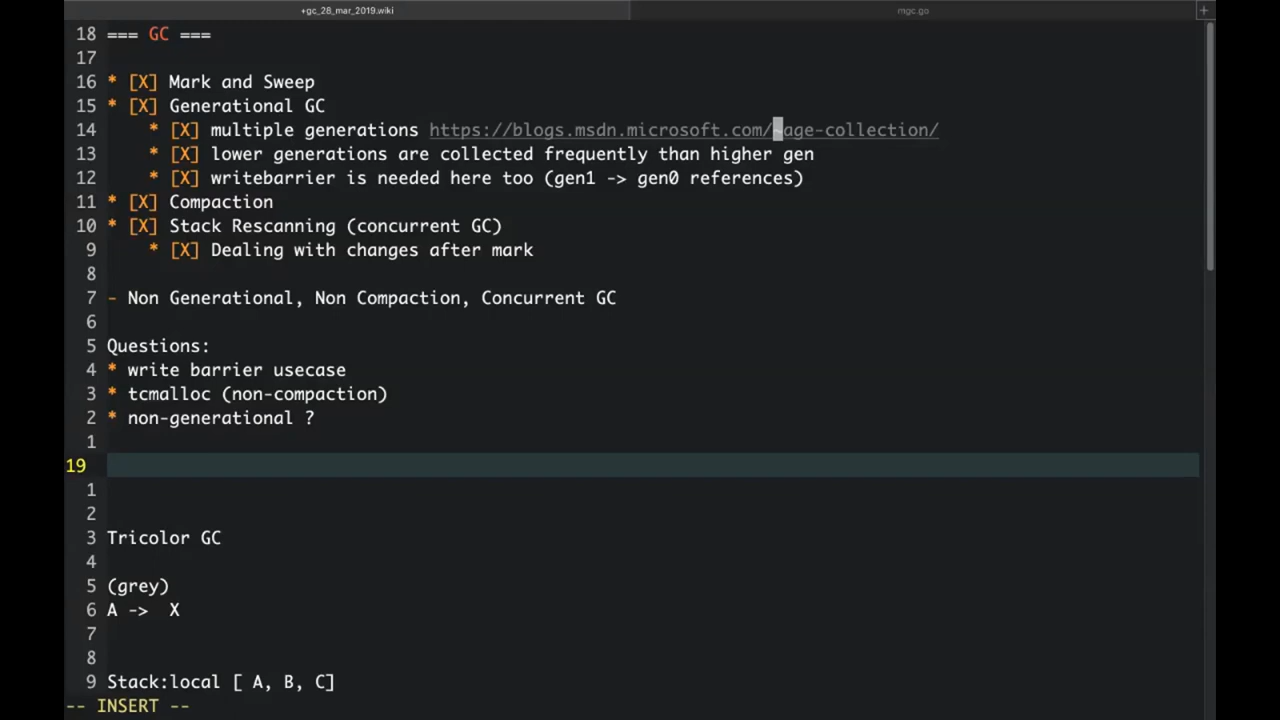 +gc_28_mar_2019.wiki mgc.go +
18 === GC ===
17
16 * [X] Mark and Sweep
15 * [X] Generational GC
14 * [X] multiple generations https://blogs.msdn.microsoft.com/~age-collection/
13 * [X] lower generations are collected frequently than higher gen
12 * [X] writebarrier is needed here too (gen1 -> gen0 references)
11 * [X] Compaction
10 * [X] Stack Rescanning (concurrent GC)
9 * [X] Dealing with changes after mark
8
7 - Non Generational, Non Compaction, Concurrent GC
6
5 Questions:
4 * write barrier usecase
3 * tcmalloc (non-compaction)
2 * non-generational ?
1
19
1
2
3 Tricolor GC
4
5 (grey)
6 A -> X
7
8
9 Stack:local [ A, B, C]
-- INSERT --